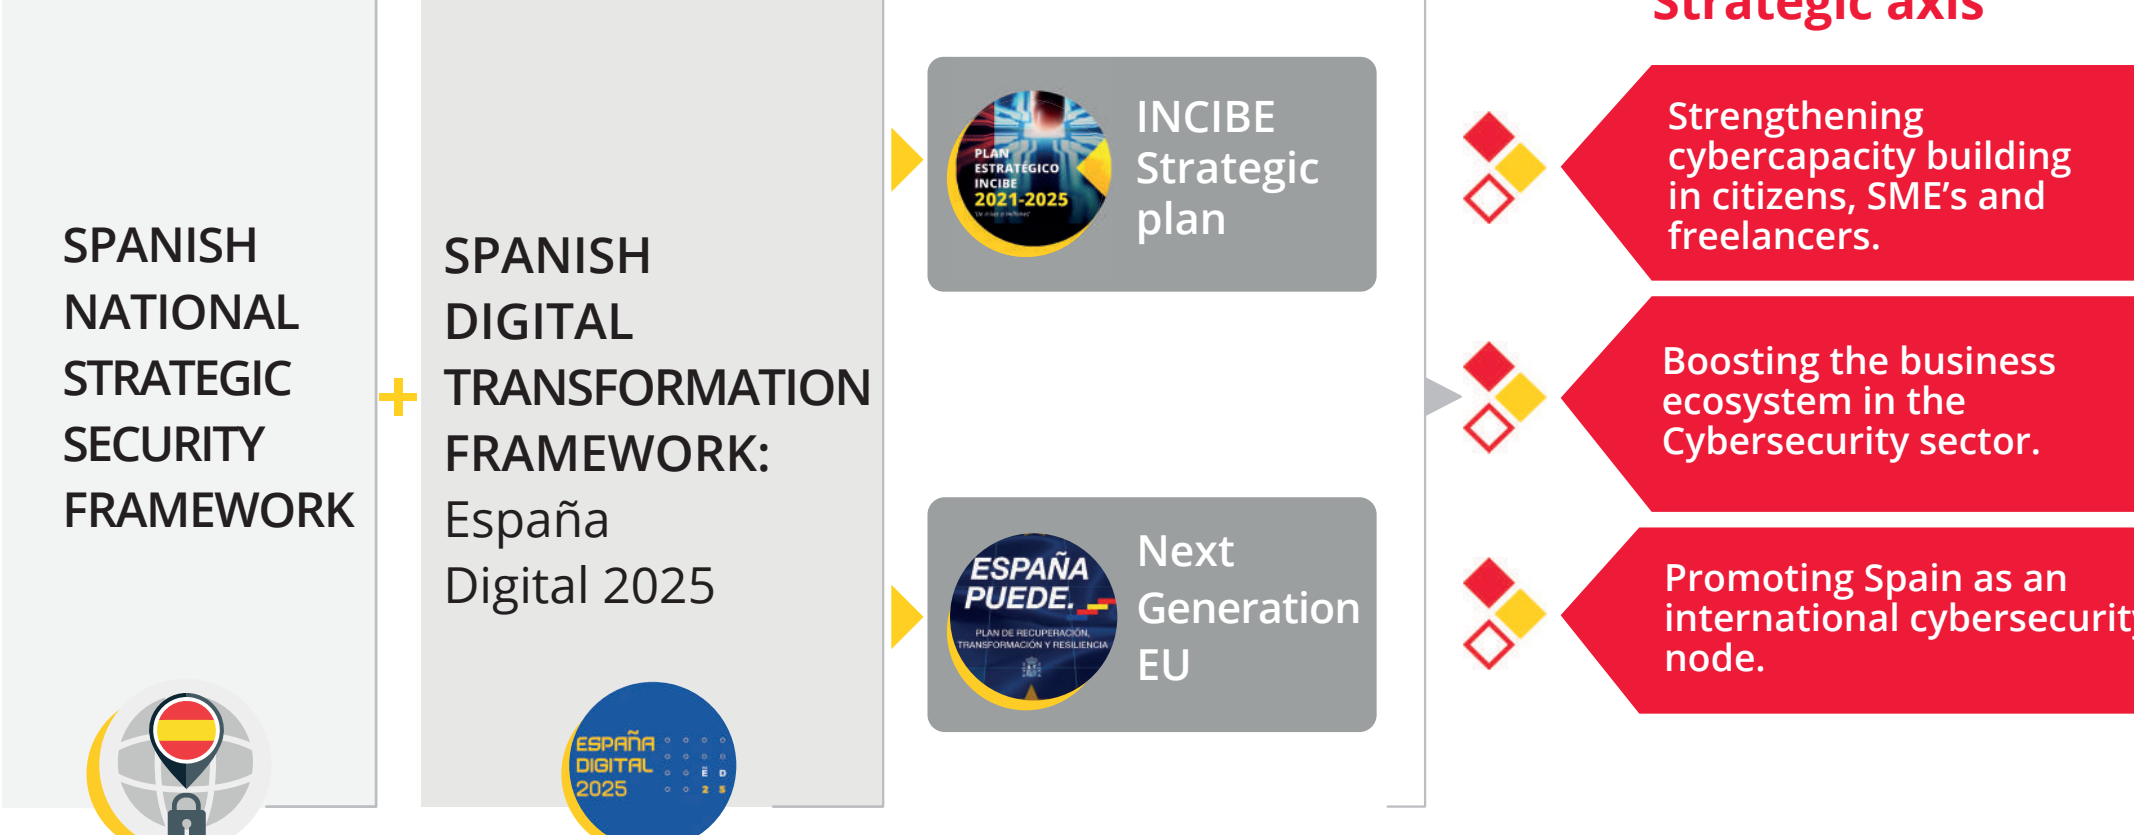 SPANISH
NATIONAL
STRATEGIC
SECURITY
FRAMEWORK
+
SPANISH
DIGITAL
TRANSFORMATION
FRAMEWORK:
España
Digital 2025
ESPAÑA
DIGITAL
2025
ED
25
PLAN
ESTRATÉGICO
INCIBE
2021-2025
INCIBE
Strategic
plan
ESPAÑA
PUEDE.
PLAN DE RECUPERACIÓN,
TRANSFORMACIÓN Y RESILIENCIA
Next
Generation
EU
Strategic axis
Strengthening
cybercapacity building
in citizens, SME’s and
freelancers.
Boosting the business
ecosystem in the
Cybersecurity sector.
Promoting Spain as an
international cybersecurity
node.